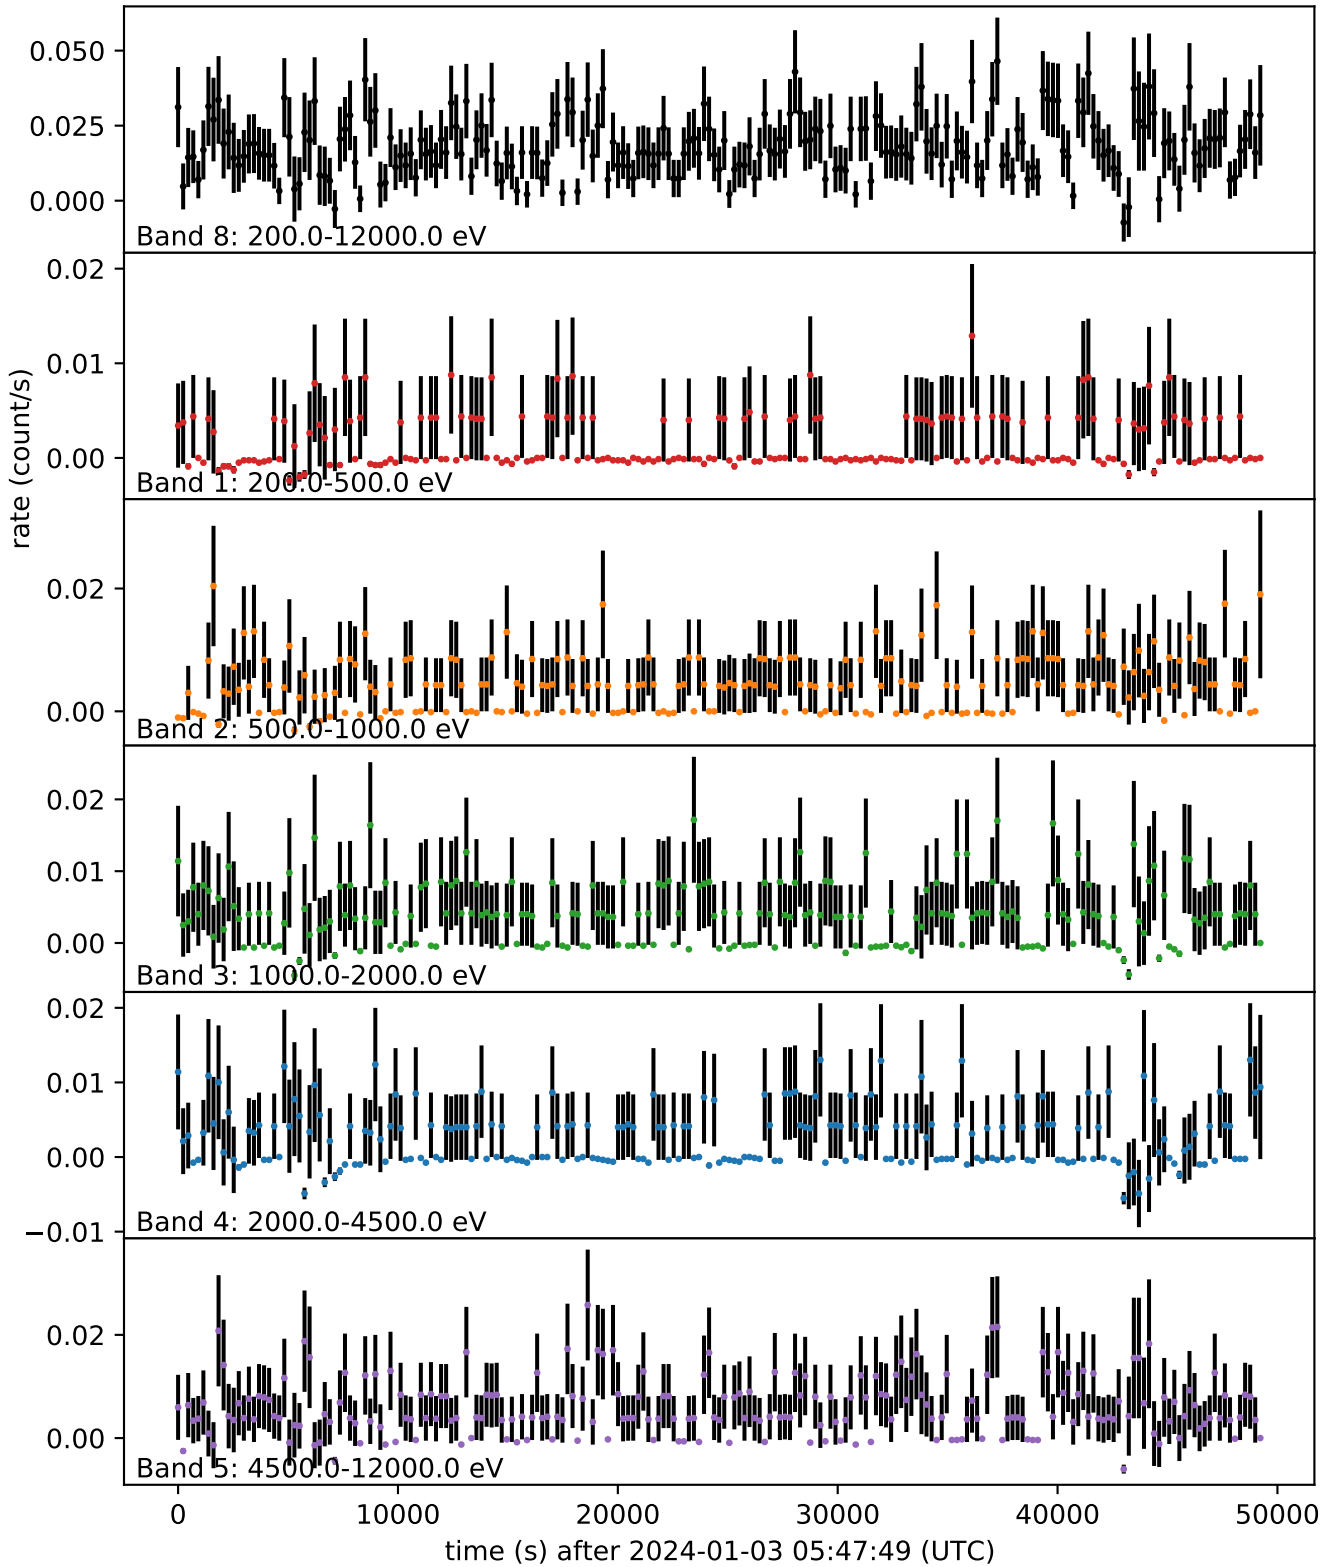 0.050
0.025
0.000
Band 8: 200.0-12000.0 eV
0.02
0.01
0.00
Band 1: 200.0-500.0 eV
rate (count/s)
0.02
0.00
Band 2: 500.0-1000.0 eV
0.02
0.01
0.00
Band 3: 1000.0-2000.0 eV
0.02
0.01
0.00
−0.01
Band 4: 2000.0-4500.0 eV
0.02
0.00
Band 5: 4500.0-12000.0 eV
0 10000 20000 30000 40000 50000
time (s) after 2024-01-03 05:47:49 (UTC)